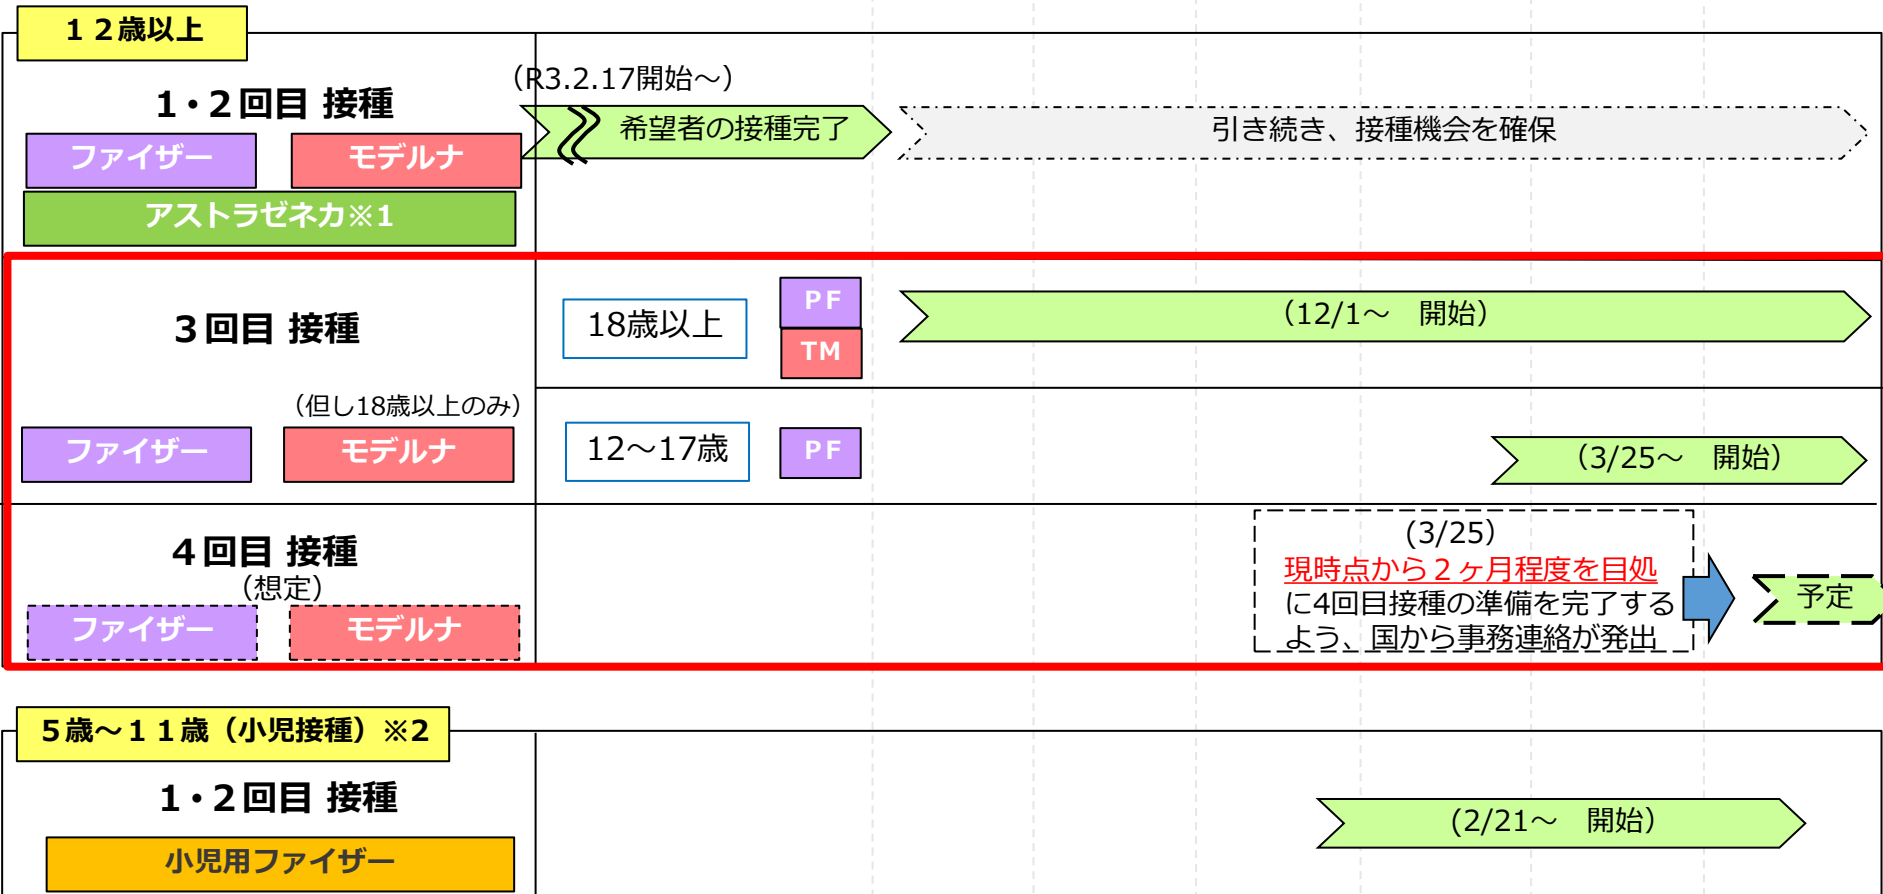 １２歳以上
1・２回目 接種
（R3.2.17開始～）
希望者の接種完了
引き続き、接種機会を確保
ファイザー
モデルナ
アストラゼネカ※1
３回目 接種
18歳以上
PF
TM
（12/1～　開始）
（但し18歳以上のみ）
ファイザー
モデルナ
12～17歳
PF
（3/25～　開始）
４回目 接種
（想定）
ファイザー
モデルナ
（3/25）
現時点から２ヶ月程度を目処
に4回目接種の準備を完了する
よう、国から事務連絡が発出
予定
５歳～１１歳（小児接種）※2
1・２回目 接種
小児用ファイザー
（2/21～　開始）